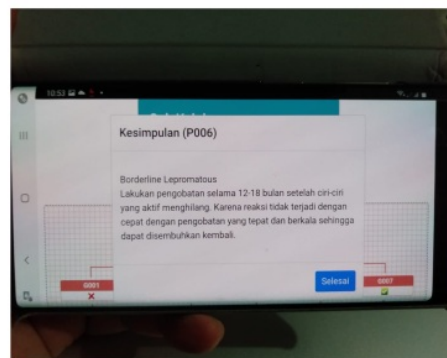 10:53
Kesimpulan (P006)
Borderline Lepromatous
Lakukan pengobatan selama 12-18 bulan setelah ciri-ciri
yang aktif menghilang. Karena reaksi tidak terjadi dengan
cepat dengan pengobatan yang tepat dan berkala sehingga
dapat disembuhkan kembali.
Selesai
G001
G007